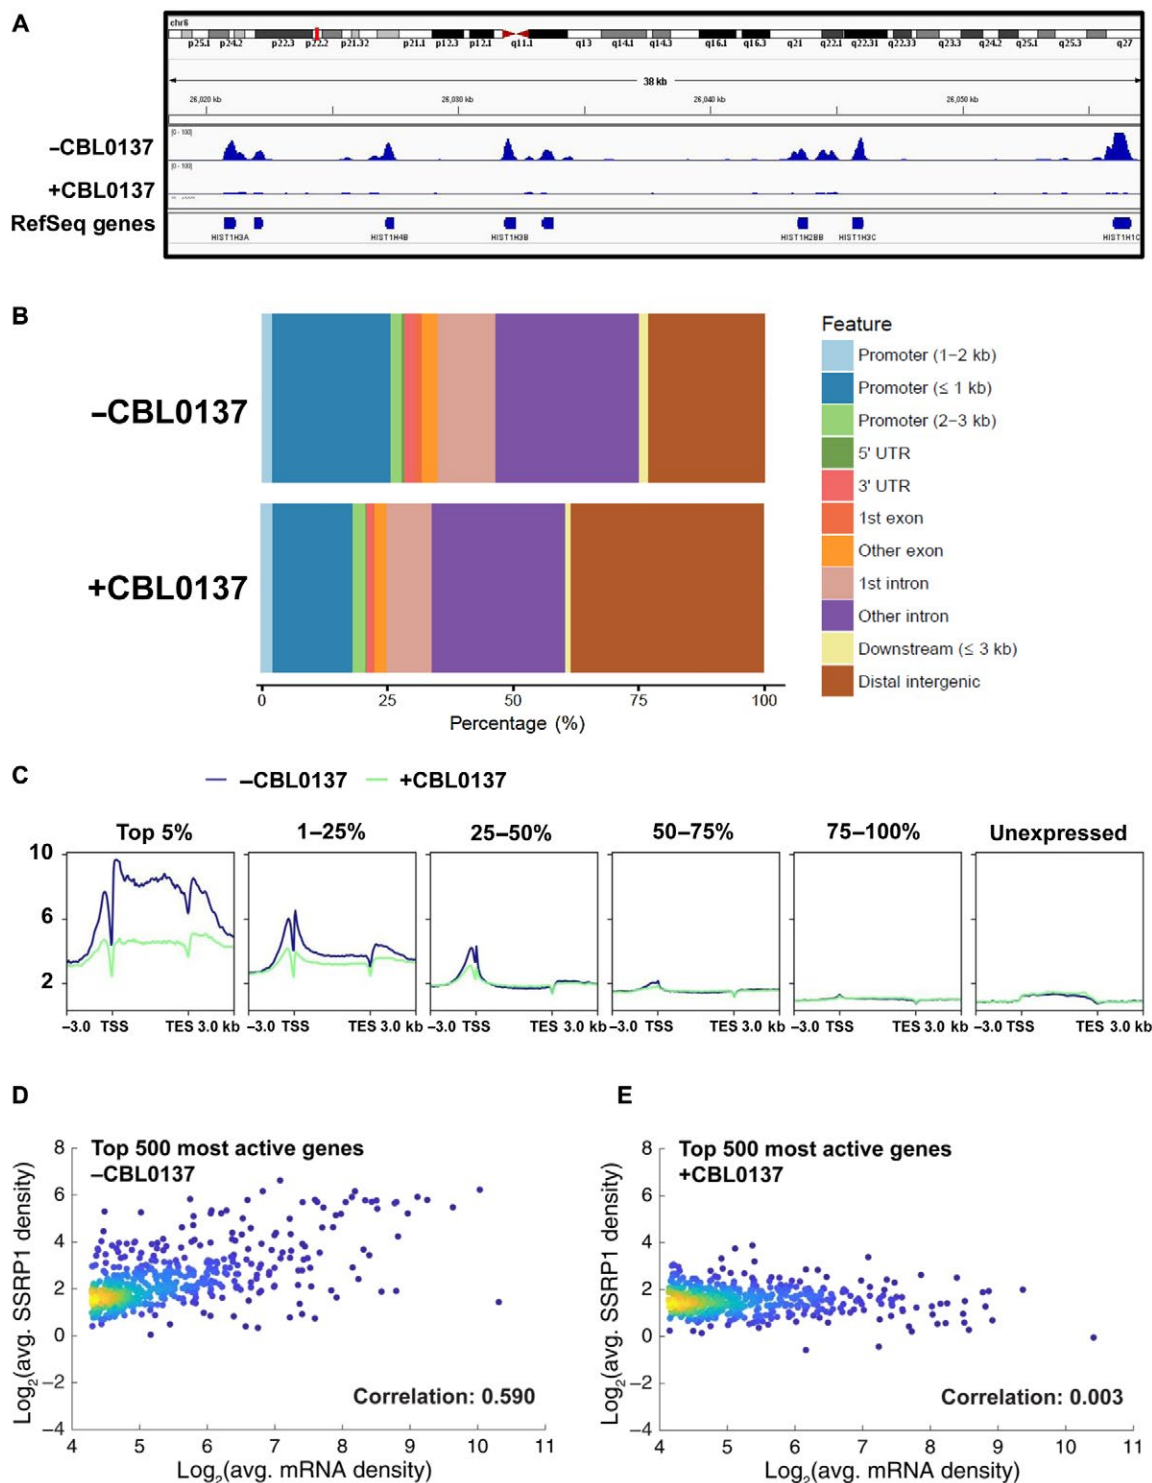 A
chr6
p25.1 p24.2 p22.3 p22.2 p21.32 p21.1 p12.3 p12.1 q11.1 q13 q14.1 q14.3 q16.1 q16.3 q21 q22.1 q22.31 q22.33 q23.3 q24.2 q25.1 q25.3 q27
38 kb
26,020 kb 26,030 kb 26,040 kb 26,050 kb
–CBL0137 [0 - 100]
+CBL0137 [0 - 100]
RefSeq genes
HIST1H3A HIST1H4B HIST1H3B HIST1H2BB HIST1H3C HIST1H1C
B
–CBL0137
+CBL0137
0 25 50 75 100
Percentage (%)
Feature
Promoter (1–2 kb)
Promoter (≤ 1 kb)
Promoter (2–3 kb)
5' UTR
3' UTR
1st exon
Other exon
1st intron
Other intron
Downstream (≤ 3 kb)
Distal intergenic
C
–CBL0137 +CBL0137
Top 5% 1–25% 25–50% 50–75% 75–100% Unexpressed
10
6
2
–3.0 TSS TES 3.0 kb –3.0 TSS TES 3.0 kb –3.0 TSS TES 3.0 kb –3.0 TSS TES 3.0 kb –3.0 TSS TES 3.0 kb –3.0 TSS TES 3.0 kb
D
Top 500 most active genes
–CBL0137
Log2(avg. SSRP1 density)
8
6
4
2
0
–2
–4
Correlation: 0.590
4 5 6 7 8 9 10 11
Log2(avg. mRNA density)
E
Top 500 most active genes
+CBL0137
Log2(avg. SSRP1 density)
8
6
4
2
0
–2
–4
Correlation: 0.003
4 5 6 7 8 9 10 11
Log2(avg. mRNA density)